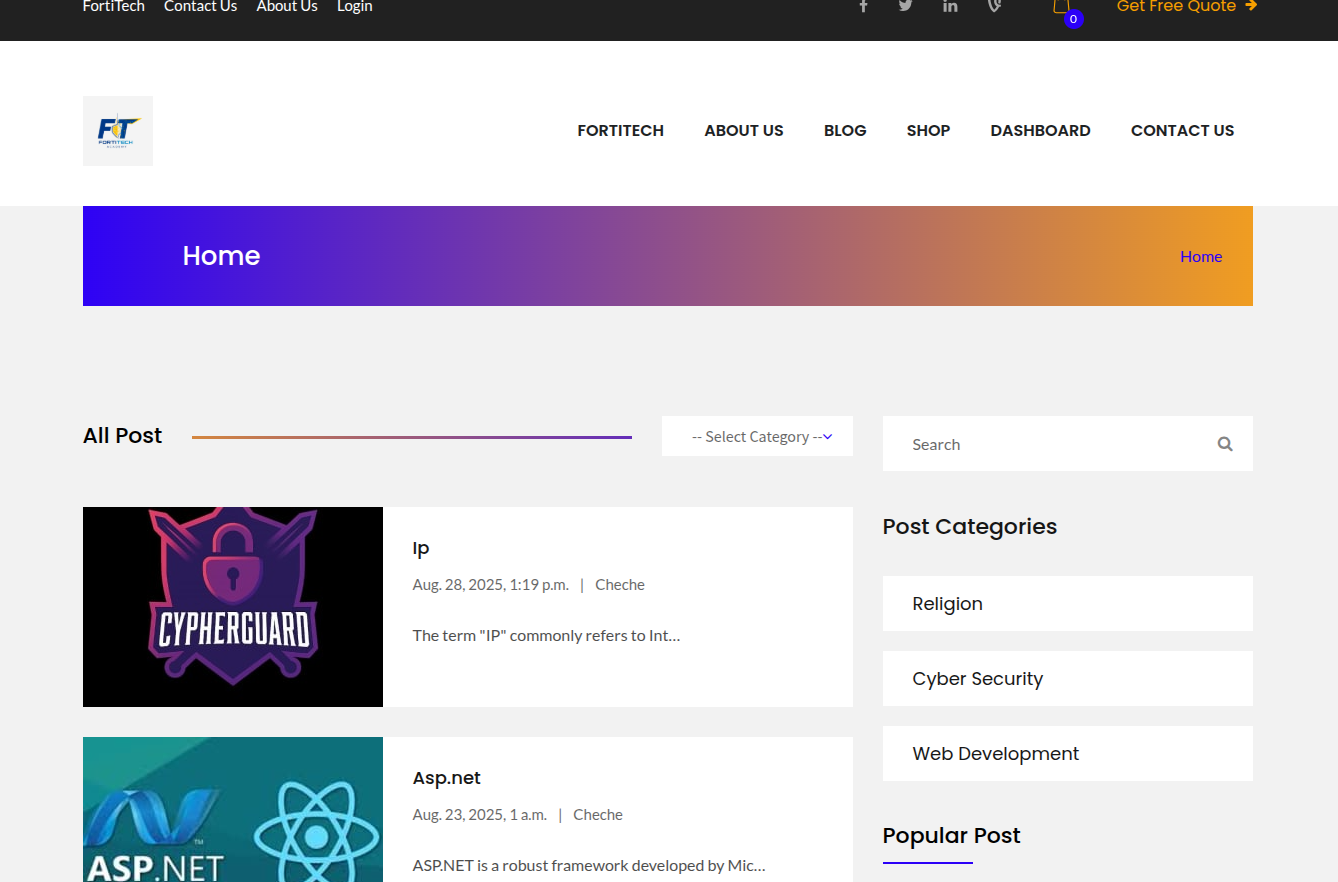 FortiTech Contact Us About Us Login
0
Get Free Quote
FIT
FORTITECH
ACADEMY
FORTITECH ABOUT US BLOG SHOP DASHBOARD CONTACT US
Home
Home
All Post
-- Select Category --
Search
Post Categories
CYPHERGUARD
Ip
Aug. 28, 2025, 1:19 p.m. | Cheche
The term "IP" commonly refers to Int...
Religion
Cyber Security
Web Development
ASP.NET
TM
Asp.net
Aug. 23, 2025, 1 a.m. | Cheche
ASP.NET is a robust framework developed by Mic...
Popular Post